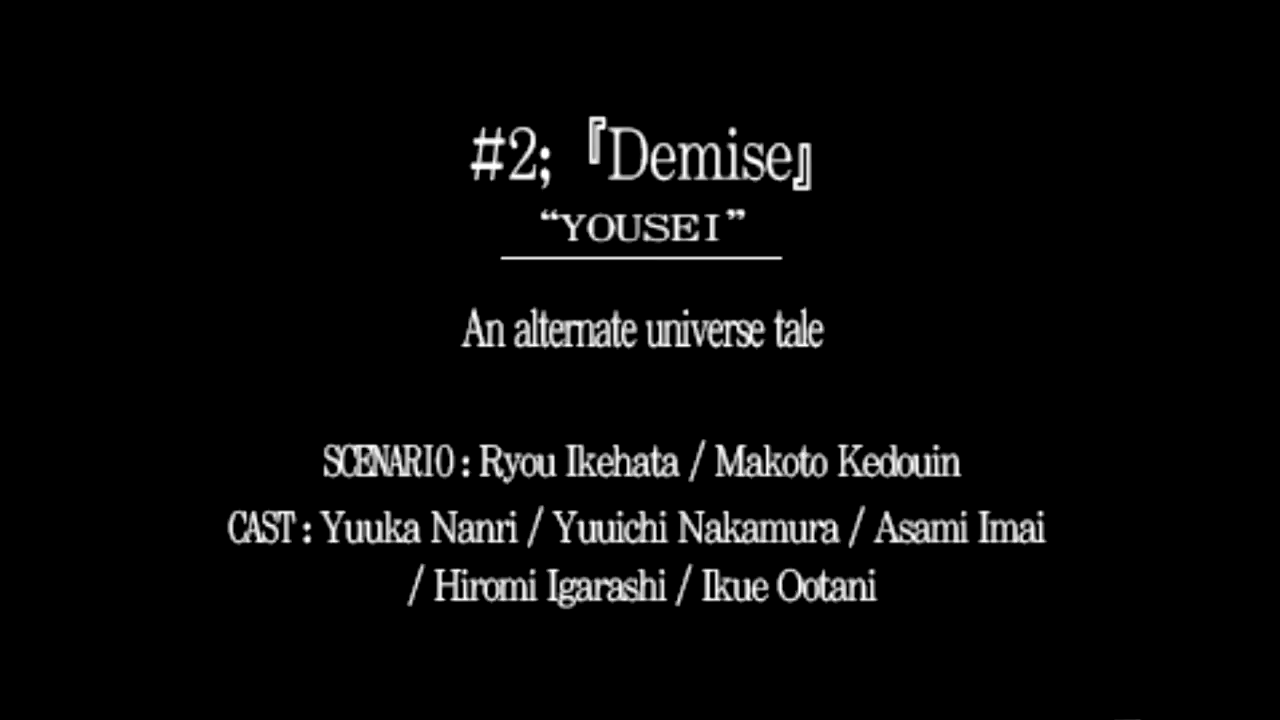 #2; 『Demise』
“YOUSEI”
An alternate universe tale
SCENARIO : Ryou Ikehata / Makoto Kedouin
CAST : Yuuka Nanri / Yuuichi Nakamura / Asami Imai
/ Hiromi Igarashi / Ikue Ootani